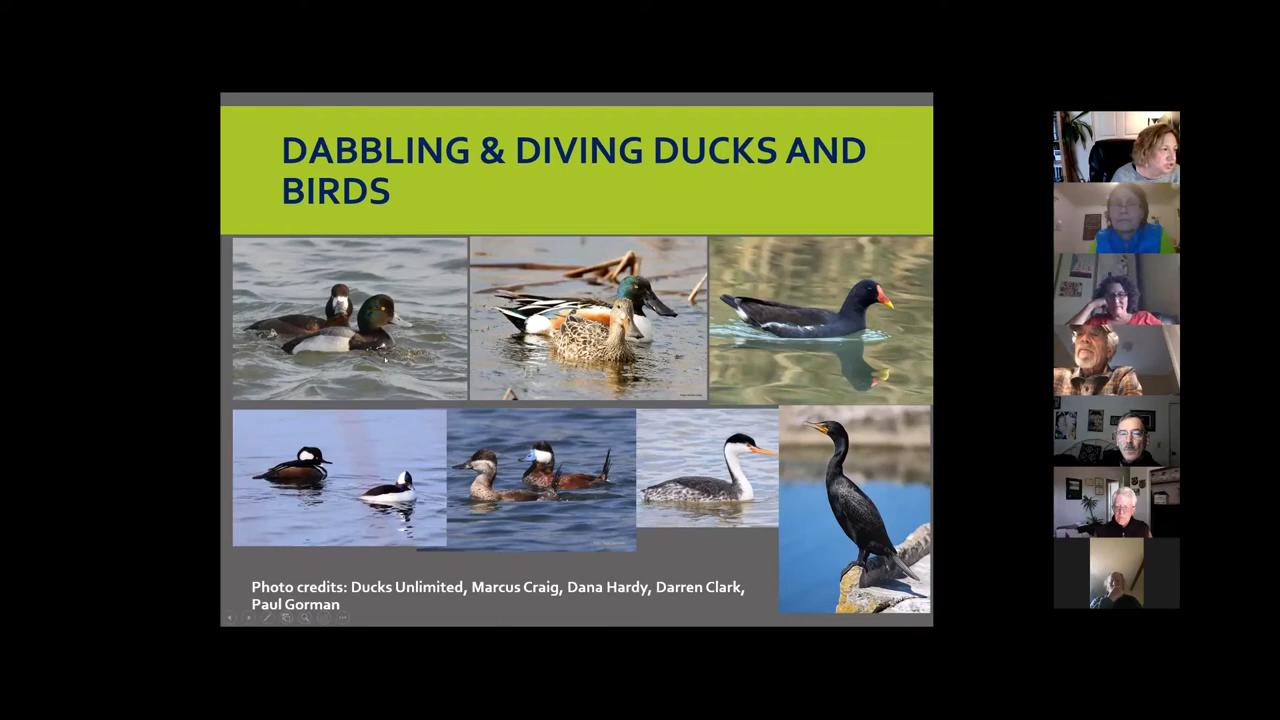 DABBLING & DIVING DUCKS AND
BIRDS
Photo credits: Ducks Unlimited, Marcus Craig, Dana Hardy, Darren Clark,
Paul Gorman